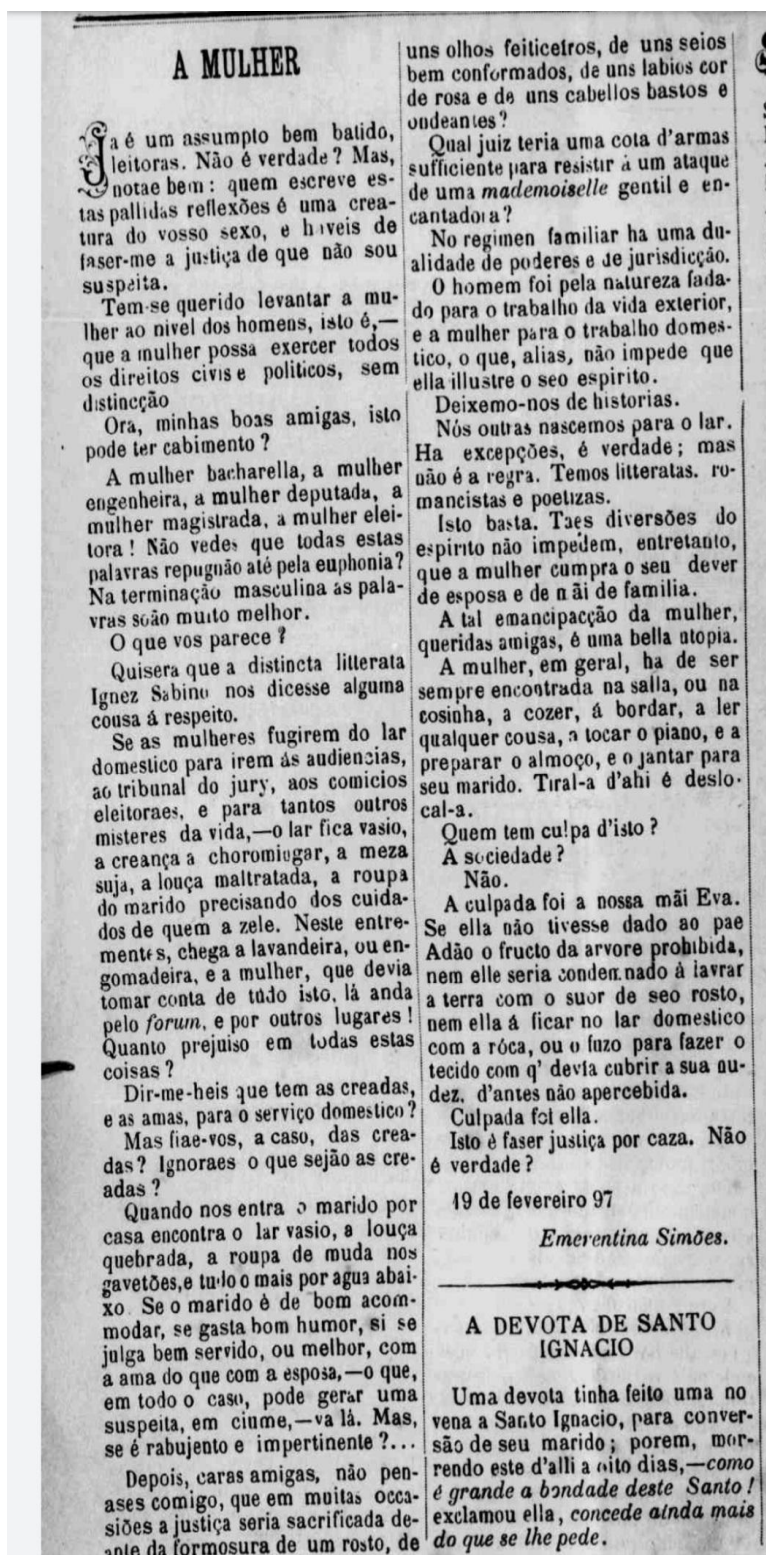 A MULHER
Ja é um assumpto bem batido,
leitoras. Não é verdade? Mas,
notae bem: quem escreve es-
tas pallidas reflexões é uma crea-
tura do vosso sexo, e haveis de
faser-me a justiça de que não sou
suspeita.
Tem-se querido levantar a mu-
lher ao nivel dos homens, isto é,—
que a mulher possa exercer todos
os direitos civis e politicos, sem
distincção
Ora, minhas boas amigas, isto
pode ter cabimento?
A mulher bacharella, a mulher
engenheira, a mulher deputada, a
mulher magistrada, a mulher elei-
tora! Não vedes que todas estas
palavras repugnão até pela euphonia?
Na terminação masculina as pala-
vras soão muito melhor.
O que vos parece?
Quisera que a distincta litterata
Ignez Sabino nos dicesse alguma
cousa á respeito.
Se as mulheres fugirem do lar
domestico para irem ás audiencias,
ao tribunal do jury, aos comicios
eleitoraes, e para tantos outros
misteres da vida,—o lar fica vasio,
a creança a choromingar, a meza
suja, a louça maltratada, a roupa
do marido precisando dos cuida-
dos de quem a zele. Neste entre-
mentes, chega a lavandeira, ou en-
gomadeira, e a mulher, que devia
tomar conta de tudo isto, lá anda
pelo forum, e por outros lugares!
Quanto prejuiso em todas estas
coisas?
Dir-me-heis que tem as creadas,
e as amas, para o serviço domestico?
Mas fiae-vos, a caso, das crea-
das? Ignoraes o que sejão as cre-
adas?
Quando nos entra o marido por
casa encontra o lar vasio, a louça
quebrada, a roupa de muda nos
gavetões,e tudo o mais por agua abai-
xo Se o marido é de bom acom-
modar, se gasta bom humor, si se
julga bem servido, ou melhor, com
a ama do que com a esposa,—o que,
em todo o caso, pode gerar uma
suspeita, em ciume,—va lá. Mas,
se é rabujento e impertinente?...
Depois, caras amigas, não pen-
ases comigo, que em muitas occa-
siões a justiça seria sacrificada de-
ante da formosura de um rosto, de
uns olhos feiticeiros, de uns seios
bem conformados, de uns labios cor
de rosa e de uns cabellos bastos e
ondeantes?
Qual juiz teria uma cota d'armas
sufficiente para resistir á um ataque
de uma mademoiselle gentil e en-
cantadora?
No regimen familiar ha uma du-
alidade de poderes e de jurisdicção.
O homem foi pela natureza fada-
do para o trabalho da vida exterior,
e a mulher para o trabalho domes-
tico, o que, alias, não impede que
ella illustre o seo espirito.
Deixemo-nos de historias.
Nós outras nascemos para o lar.
Ha excepções, é verdade; mas
não é a regra. Temos litteratas. ro-
mancistas e poetizas.
Isto basta. Taes diversões do
espirito não impedem, entretanto,
que a mulher cumpra o seu dever
de esposa e de mãi de familia.
A tal emancipacção da mulher,
queridas amigas, é uma bella utopia.
A mulher, em geral, ha de ser
sempre encontrada na salla, ou na
cosinha, a cozer, á bordar, a ler
qualquer cousa, a tocar o piano, e a
preparar o almoço, e o jantar para
seu marido. Tiral-a d'ahi é deslo-
cal-a.
Quem tem culpa d'isto?
A sociedade?
Não.
A culpada foi a nossa mãi Eva.
Se ella não tivesse dado ao pae
Adão o fructo da arvore prohibida,
nem elle seria condemnado á lavrar
a terra com o suor de seo rosto,
nem ella á ficar no lar domestico
com a róca, ou o fuzo para fazer o
tecido com q' devia cubrir a sua nu-
dez, d'antes não apercebida.
Culpada foi ella.
Isto é faser justiça por caza. Não
é verdade?
19 de fevereiro 97
Emerentina Simões.
A DEVOTA DE SANTO
IGNACIO
Uma devota tinha feito uma no
vena a Santo Ignacio, para conver-
são de seu marido; porem, mor-
rendo este d'alli a oito dias,—como
é grande a bondade deste Santo!
exclamou ella, concede ainda mais
do que se lhe pede.